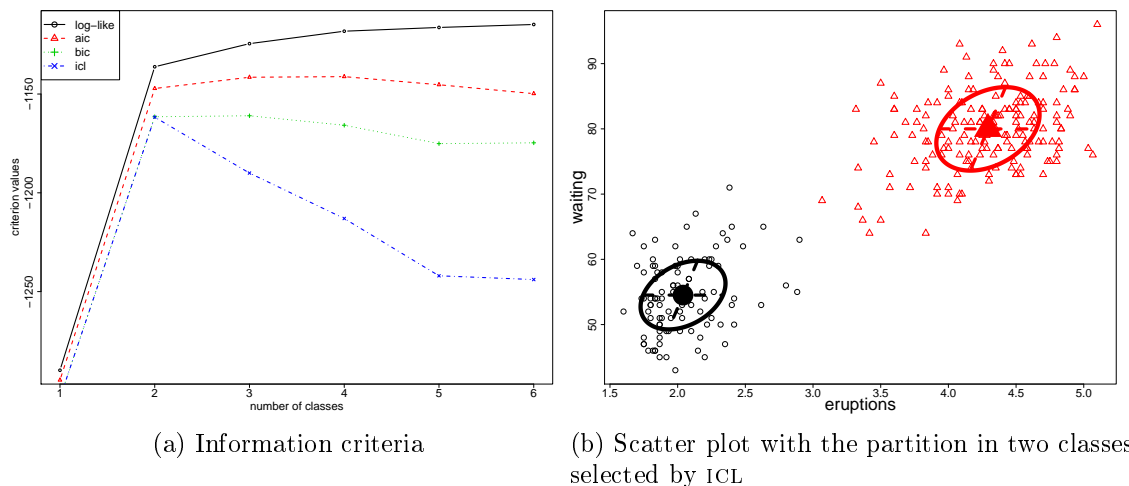 log−like
aic
bic
icl
criterion values
−1150
−1200
−1250
1 2 3 4 5 6
number of classes
waiting
90
80
70
60
50
1.5 2.0 2.5 3.0 3.5 4.0 4.5 5.0
eruptions
(a) Information criteria
(b) Scatter plot with the partition in two classes
selected by ICL